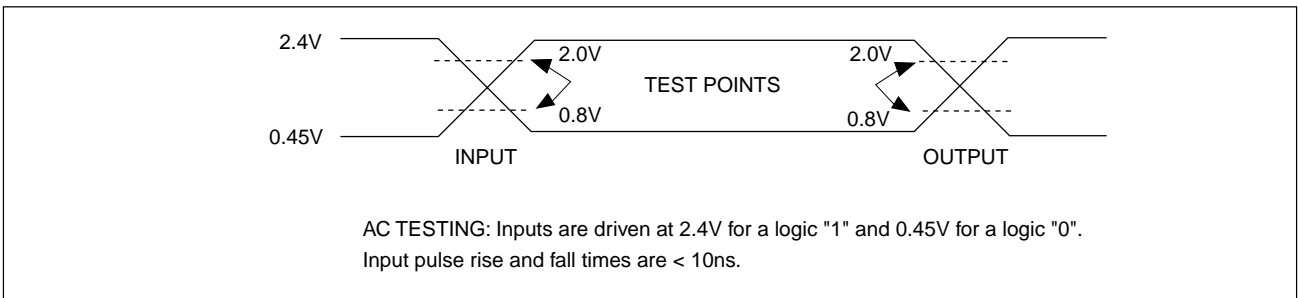 2.4V
2.0V
2.0V
TEST POINTS
0.8V
0.8V
0.45V
INPUT
OUTPUT
AC TESTING: Inputs are driven at 2.4V for a logic "1" and 0.45V for a logic "0".
Input pulse rise and fall times are < 10ns.